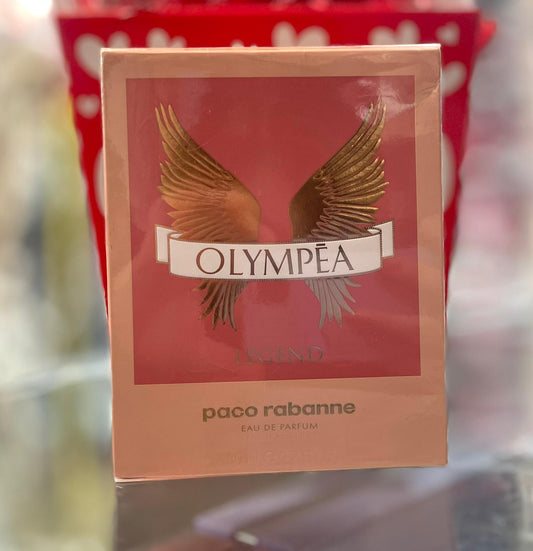 OLYMPĒA
LEGEND
paco rabanne
EAU DE PARFUM